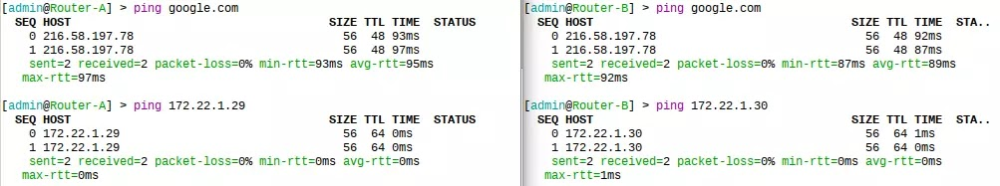 [admin@Router-A] > ping google.com
SEQ HOST SIZE TTL TIME STATUS
0 216.58.197.78 56 48 93ms
1 216.58.197.78 56 48 97ms
sent=2 received=2 packet-loss=0% min-rtt=93ms avg-rtt=95ms
max-rtt=97ms
[admin@Router-A] > ping 172.22.1.29
SEQ HOST SIZE TTL TIME STATUS
0 172.22.1.29 56 64 0ms
1 172.22.1.29 56 64 0ms
sent=2 received=2 packet-loss=0% min-rtt=0ms avg-rtt=0ms
max-rtt=0ms
[admin@Router-B] > ping google.com
SEQ HOST SIZE TTL TIME STA..
0 216.58.197.78 56 48 92ms
1 216.58.197.78 56 48 87ms
sent=2 received=2 packet-loss=0% min-rtt=87ms avg-rtt=89ms
max-rtt=92ms
[admin@Router-B] > ping 172.22.1.30
SEQ HOST SIZE TTL TIME STA..
0 172.22.1.30 56 64 1ms
1 172.22.1.30 56 64 0ms
sent=2 received=2 packet-loss=0% min-rtt=0ms avg-rtt=0ms
max-rtt=1ms